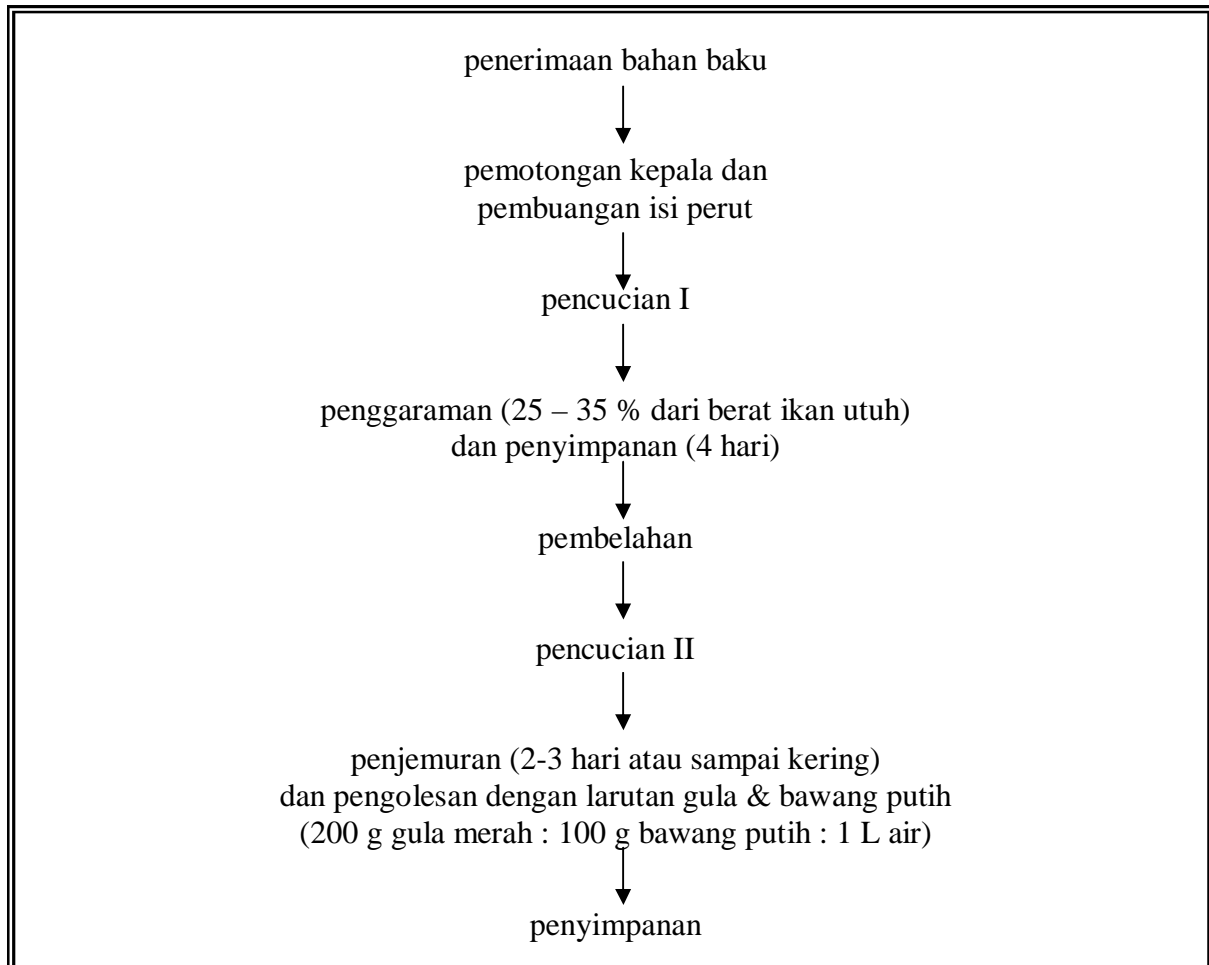 penerimaan bahan baku
pemotongan kepala dan
pembuangan isi perut
pencucian I
penggaraman (25 – 35 % dari berat ikan utuh)
dan penyimpanan (4 hari)
pembelahan
pencucian II
penjemuran (2-3 hari atau sampai kering)
dan pengolesan dengan larutan gula & bawang putih
(200 g gula merah : 100 g bawang putih : 1 L air)
penyimpanan